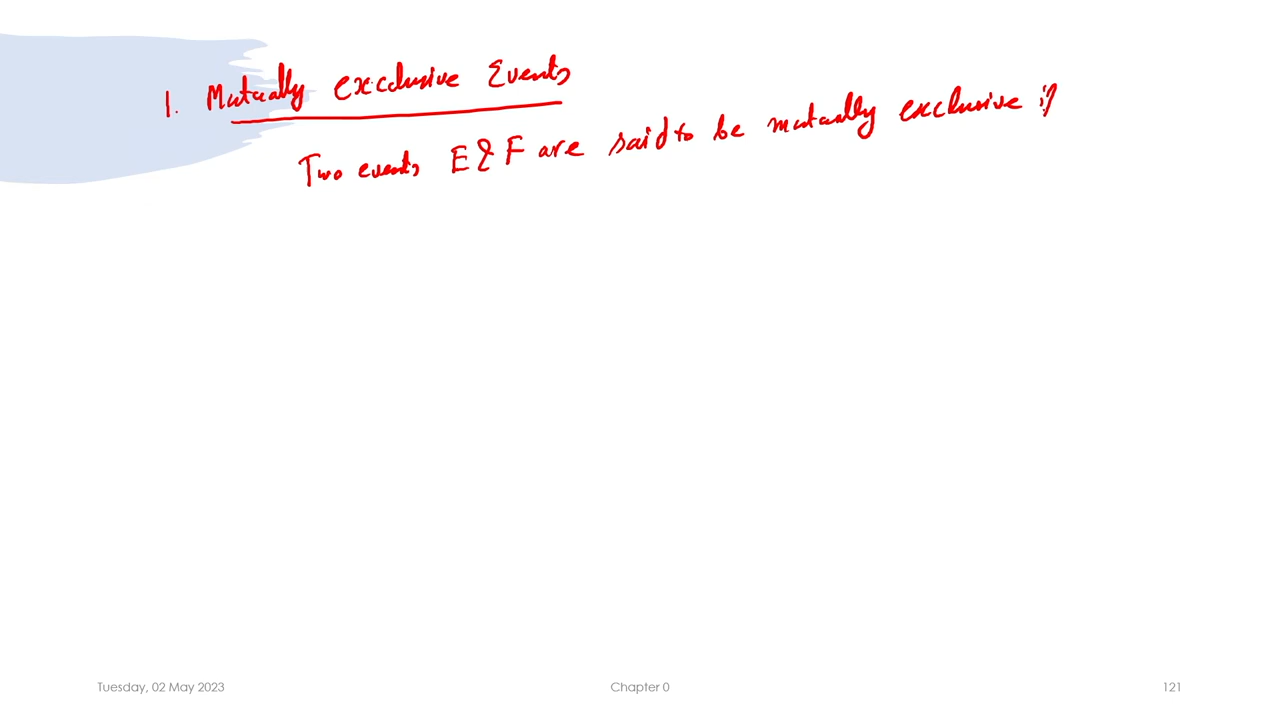 1. Mutually exclusive Events
Two events E & F are said to be mutually exclusive if
Tuesday, 02 May 2023 Chapter 0 121